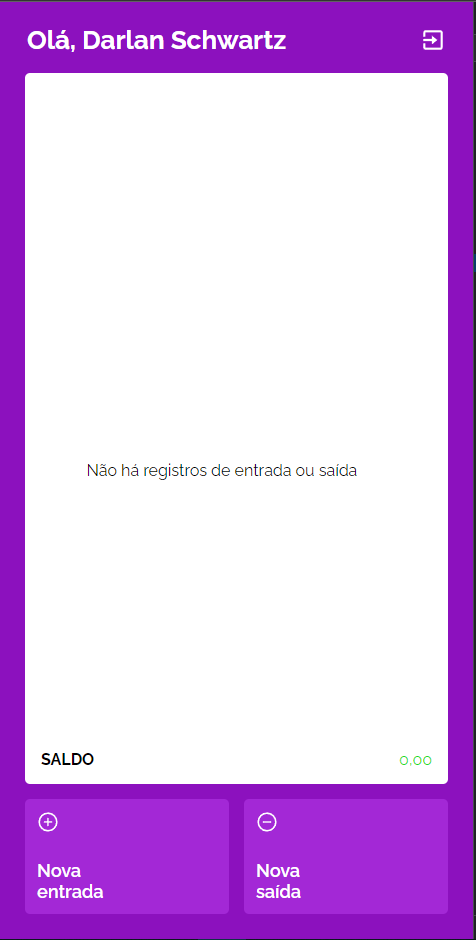 Olá, Darlan Schwartz
Não há registros de entrada ou saída
SALDO 0,00
Nova
entrada
Nova
saída